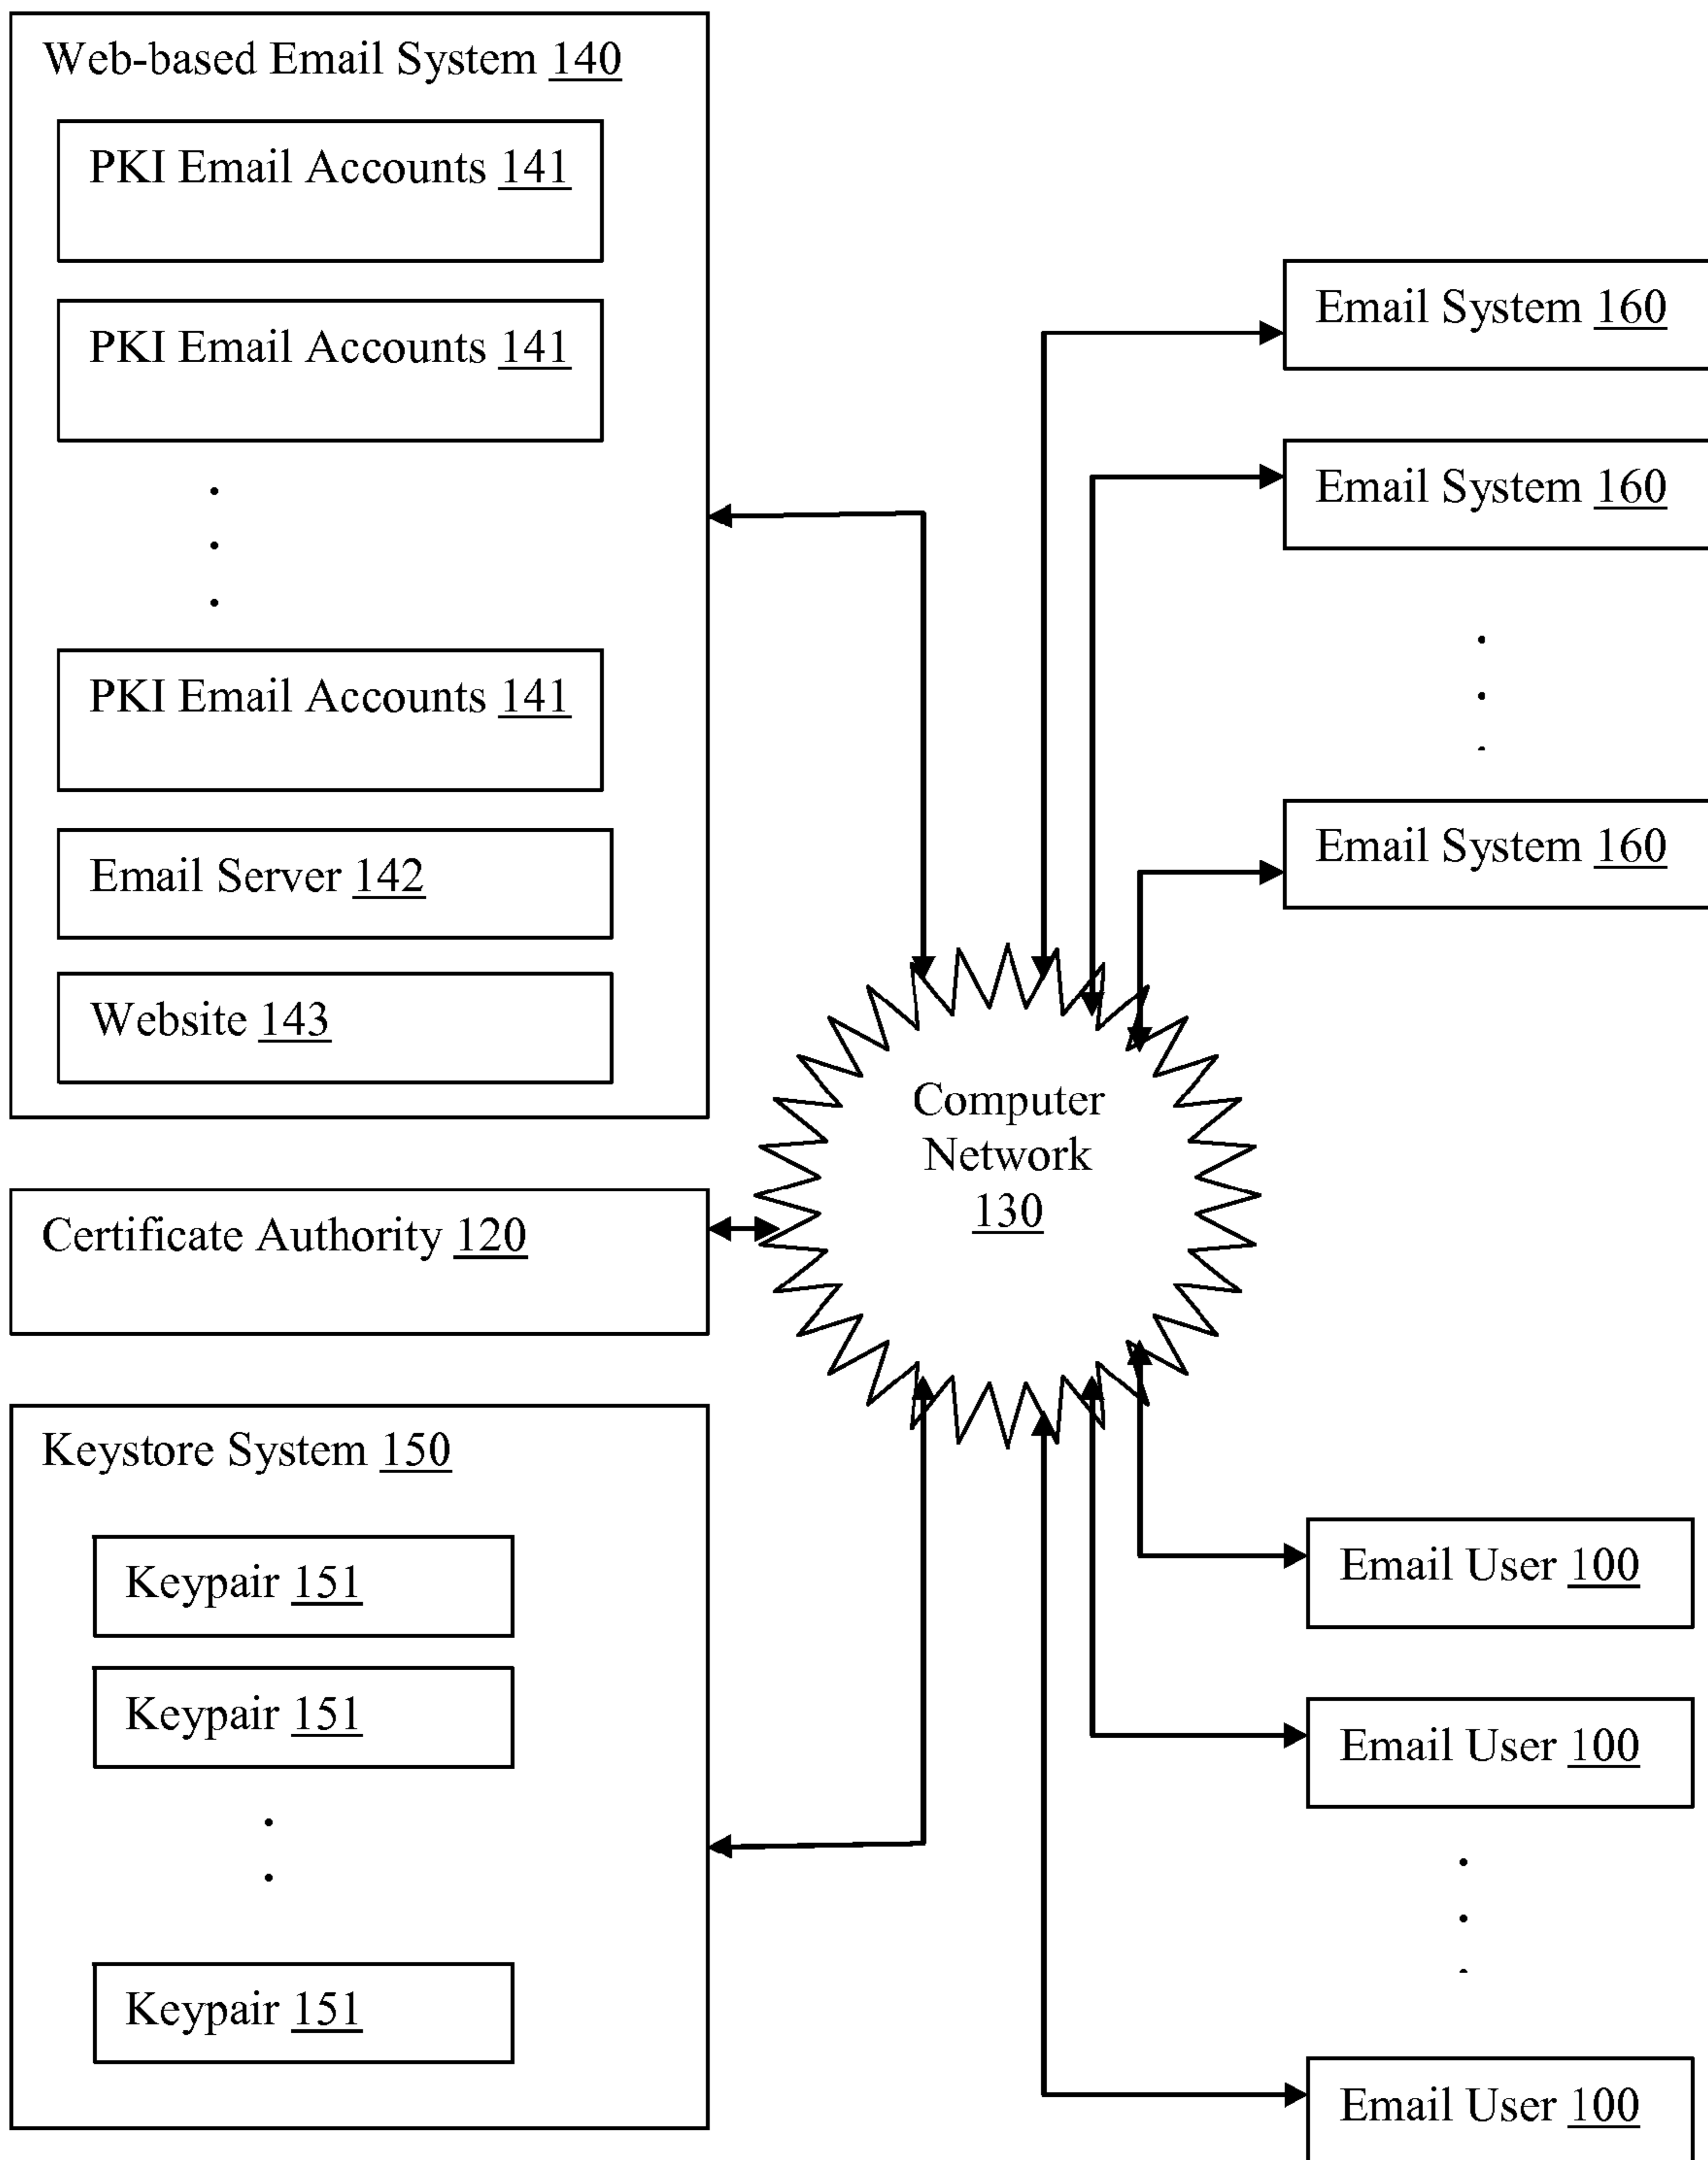 Web-based Email System 140
PKI Email Accounts 141
PKI Email Accounts 141
PKI Email Accounts 141
Email Server 142
Website 143
Certificate Authority 120
Keystore System 150
Keypair 151
Keypair 151
Keypair 151
Computer
Network
130
Email System 160
Email System 160
Email System 160
Email User 100
Email User 100
Email User 100